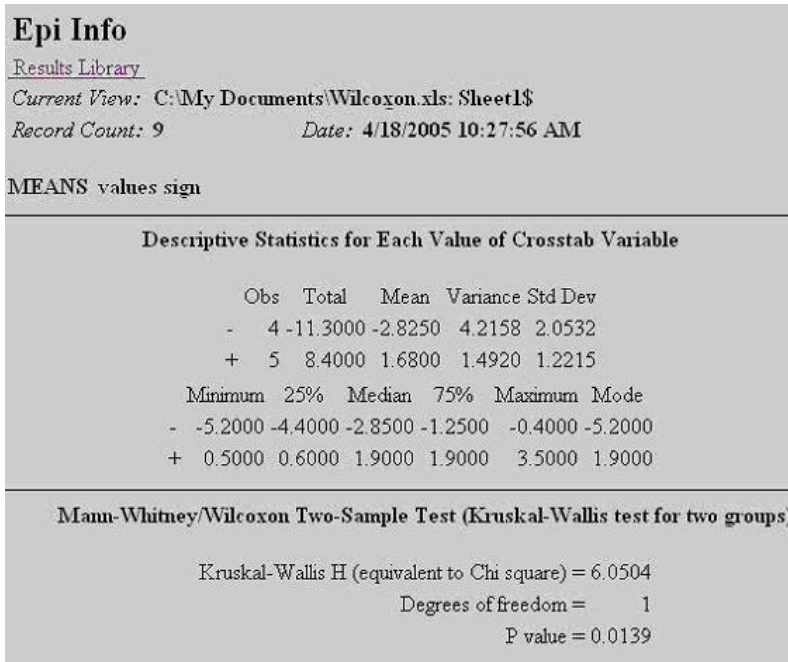 Epi Info
Results Library
Current View: C:\My Documents\Wilcoxon.xls: Sheet1$
Record Count: 9 Date: 4/18/2005 10:27:56 AM
MEANS values sign
Descriptive Statistics for Each Value of Crosstab Variable
Obs Total Mean Variance Std Dev
- 4 -11.3000 -2.8250 4.2158 2.0532
+ 5 8.4000 1.6800 1.4920 1.2215
Minimum 25% Median 75% Maximum Mode
- -5.2000 -4.4000 -2.8500 -1.2500 -0.4000 -5.2000
+ 0.5000 0.6000 1.9000 1.9000 3.5000 1.9000
Mann-Whitney/Wilcoxon Two-Sample Test (Kruskal-Wallis test for two groups)
Kruskal-Wallis H (equivalent to Chi square) = 6.0504
Degrees of freedom = 1
P value = 0.0139